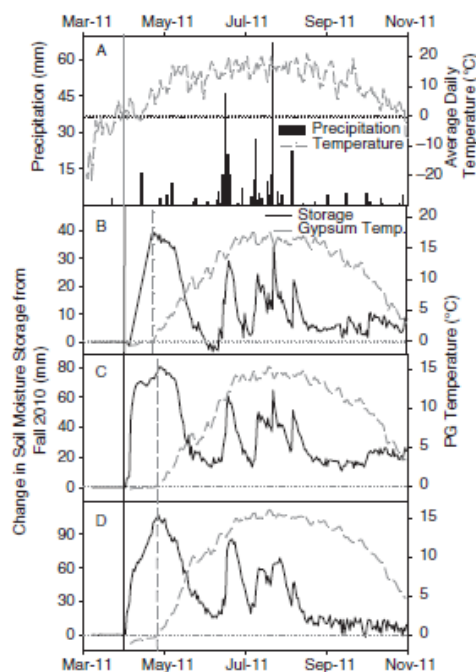 Mar-11 May-11 Jul-11 Sep-11 Nov-11
A
Precipitation (mm)
60
45
30
15
20
10
0
−10
−20
Average Daily
Temperature (°C)
Precipitation
Temperature
B
Storage
Gypsum Temp.
40
30
20
10
0
20
15
10
5
0
Change in Soil Moisture Storage from
Fall 2010 (mm)
PG Temperature (°C)
C
80
60
40
20
0
15
10
5
0
D
90
60
30
0
15
10
5
0
Mar-11 May-11 Jul-11 Sep-11 Nov-11